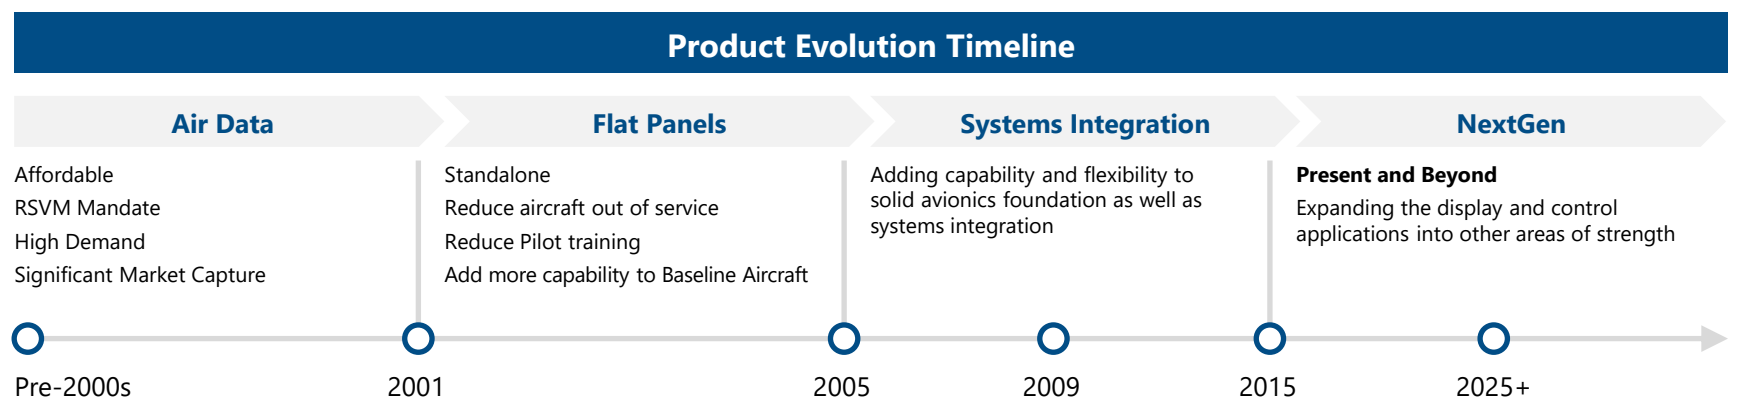 Product Evolution Timeline
Air Data
Affordable
RSVM Mandate
High Demand
Significant Market Capture
Flat Panels
Standalone
Reduce aircraft out of service
Reduce Pilot training
Add more capability to Baseline Aircraft
Systems Integration
Adding capability and flexibility to
solid avionics foundation as well as
systems integration
NextGen
Present and Beyond
Expanding the display and control
applications into other areas of strength
Pre-2000s
2001
2005
2009
2015
2025+